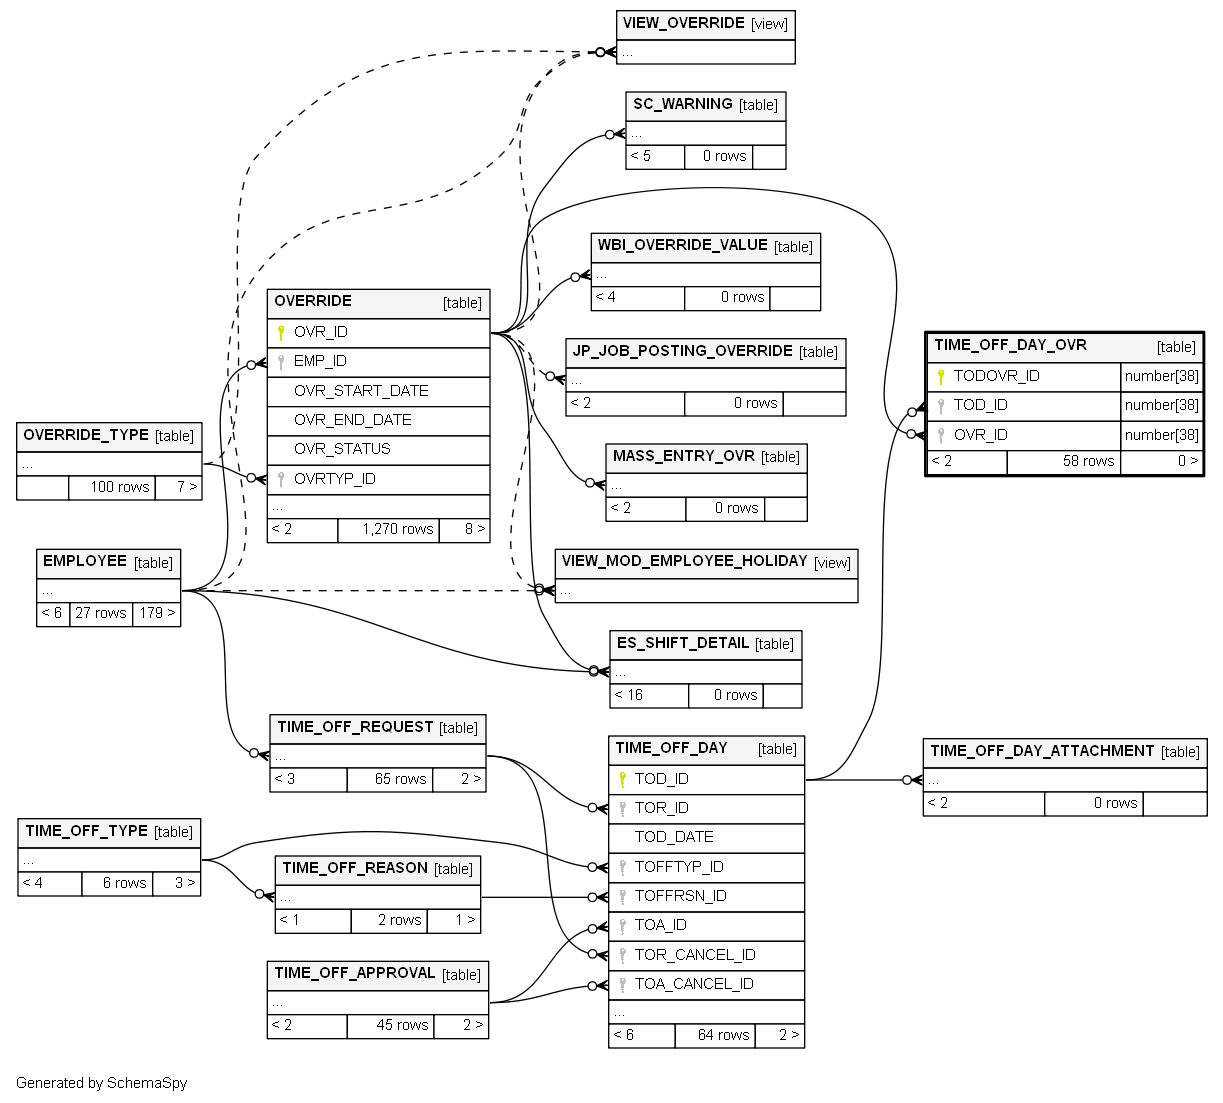 VIEW_OVERRIDE [view]
...
SC_WARNING [table]
...
< 5 0 rows
WBI_OVERRIDE_VALUE [table]
...
< 4 0 rows
OVERRIDE [table]
OVR_ID
EMP_ID
OVR_START_DATE
OVR_END_DATE
OVR_STATUS
OVRTYP_ID
...
< 2 1,270 rows 8 >
JP_JOB_POSTING_OVERRIDE [table]
...
< 2 0 rows
TIME_OFF_DAY_OVR [table]
TODOVR_ID number[38]
TOD_ID number[38]
OVR_ID number[38]
< 2 58 rows 0 >
OVERRIDE_TYPE [table]
...
100 rows 7 >
MASS_ENTRY_OVR [table]
...
< 2 0 rows
EMPLOYEE [table]
...
< 6 27 rows 179 >
VIEW_MOD_EMPLOYEE_HOLIDAY [view]
...
ES_SHIFT_DETAIL [table]
...
< 16 0 rows
TIME_OFF_REQUEST [table]
...
< 3 65 rows 2 >
TIME_OFF_DAY [table]
TOD_ID
TOR_ID
TOD_DATE
TOFFTYP_ID
TOFFRSN_ID
TOA_ID
TOR_CANCEL_ID
TOA_CANCEL_ID
...
< 6 64 rows 2 >
TIME_OFF_DAY_ATTACHMENT [table]
...
< 2 0 rows
TIME_OFF_TYPE [table]
...
< 4 6 rows 3 >
TIME_OFF_REASON [table]
...
< 1 2 rows 1 >
TIME_OFF_APPROVAL [table]
...
< 2 45 rows 2 >
Generated by SchemaSpy